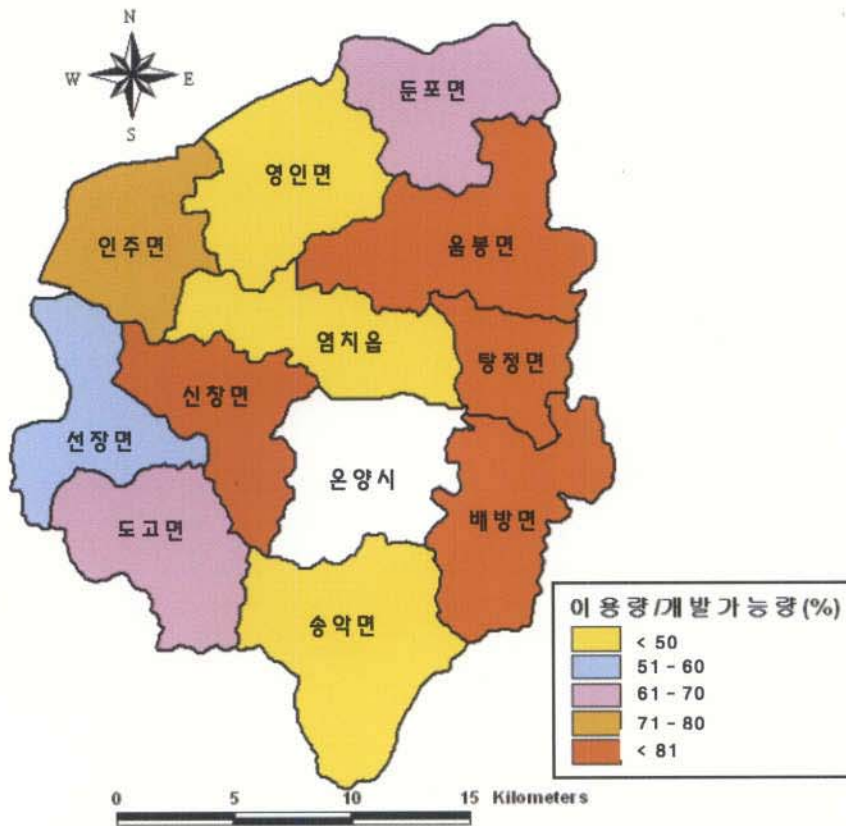 N
W E
S
둔포면
영인면
인주면
음봉면
염치읍
탕정면
신창면
선장면
온양시
배방면
도고면
송악면
이용량/개발가능량(%)
< 50
51 - 60
61 - 70
71 - 80
< 81
0 5 10 15 Kilometers